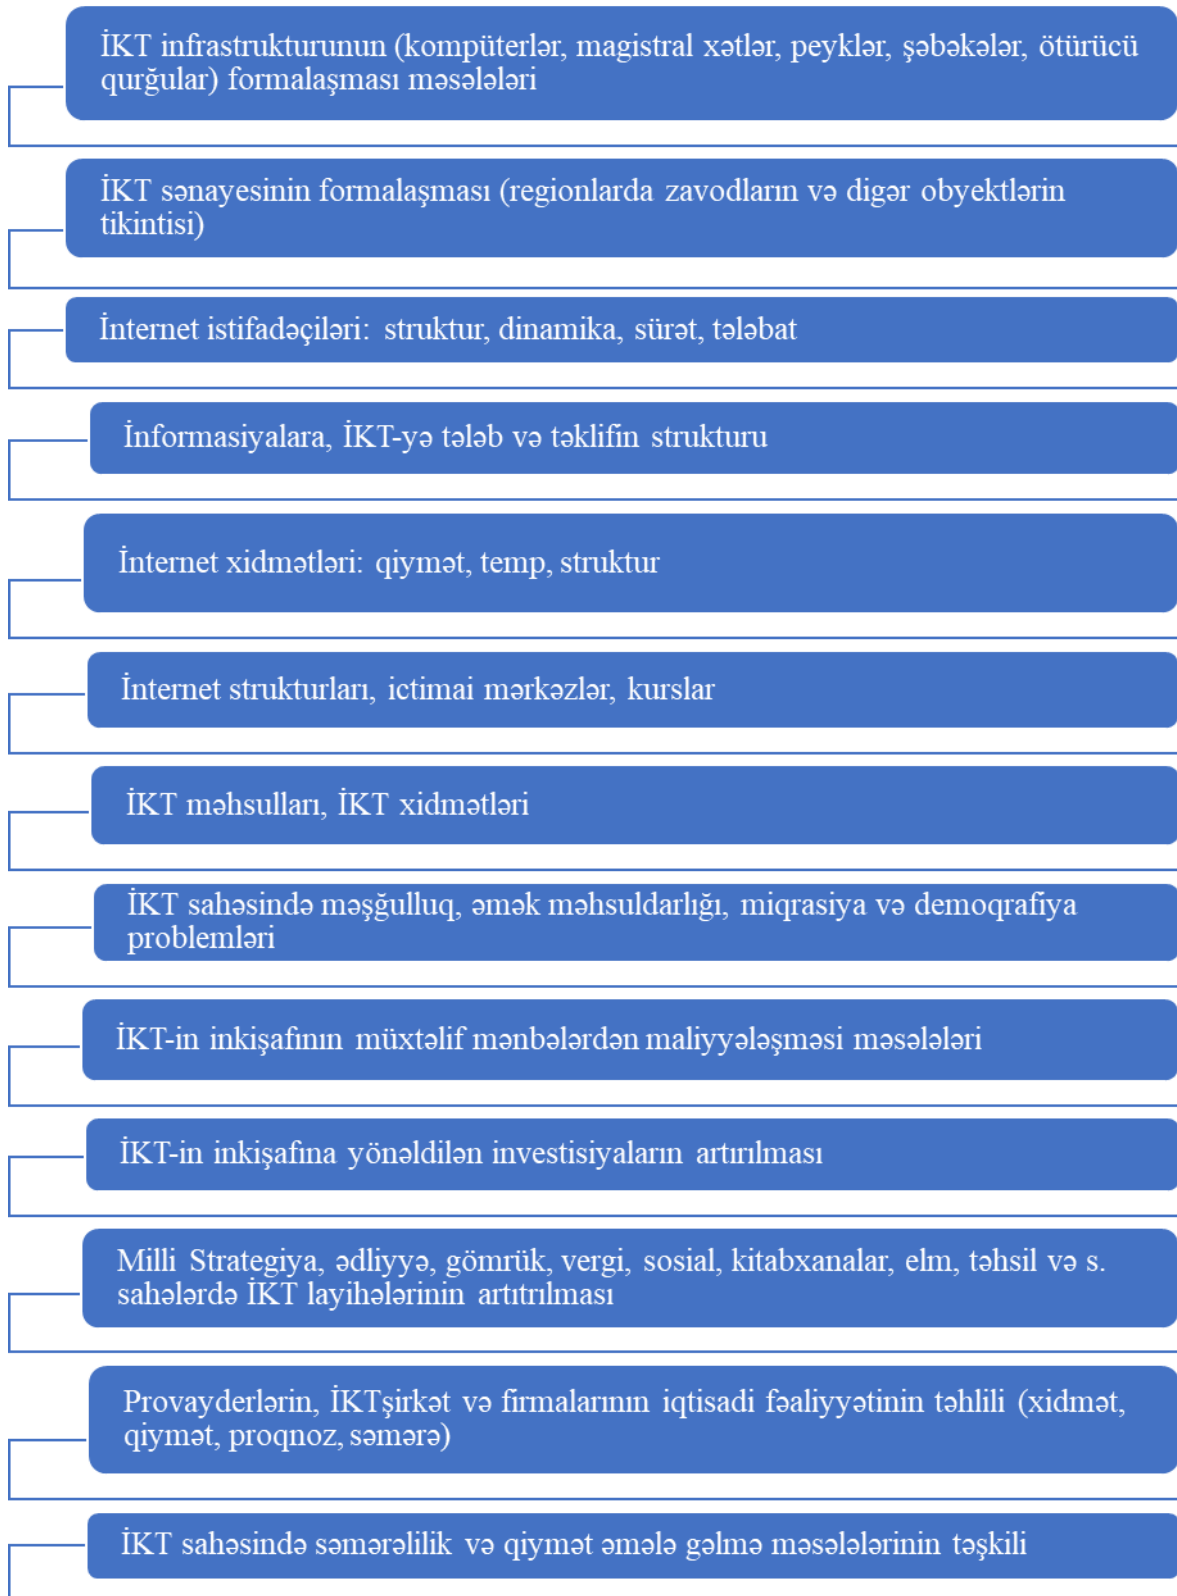 İKT infrastrukturunun (kompüterlər, magistral xətlər, peyklər, şəbəkələr, ötürücü
qurğular) formalaşması məsələləri
İKT sənayesinin formalaşması (regionlarda zavodların və digər obyektlərin
tikintisi)
İnternet istifadəçiləri: struktur, dinamika, sürət, tələbat
İnformasiyalara, İKT-yə tələb və təklifin strukturu
İnternet xidmətləri: qiymət, temp, struktur
İnternet strukturları, ictimai mərkəzlər, kurslar
İKT məhsulları, İKT xidmətləri
İKT sahəsində məşğulluq, əmək məhsuldarlığı, miqrasiya və demoqrafiya
problemləri
İKT-in inkişafının müxtəlif mənbələrdən maliyyələşməsi məsələləri
İKT-in inkişafına yönəldilən investisiyaların artırılması
Milli Strategiya, ədliyyə, gömrük, vergi, sosial, kitabxanalar, elm, təhsil və s.
sahələrdə İKT layihələrinin artıtrılması
Provayderlərin, İKTşirkət və firmalarının iqtisadi fəaliyyətinin təhlili (xidmət,
qiymət, proqnoz, səmərə)
İKT sahəsində səmərəlilik və qiymət əmələ gəlmə məsələlərinin təşkili